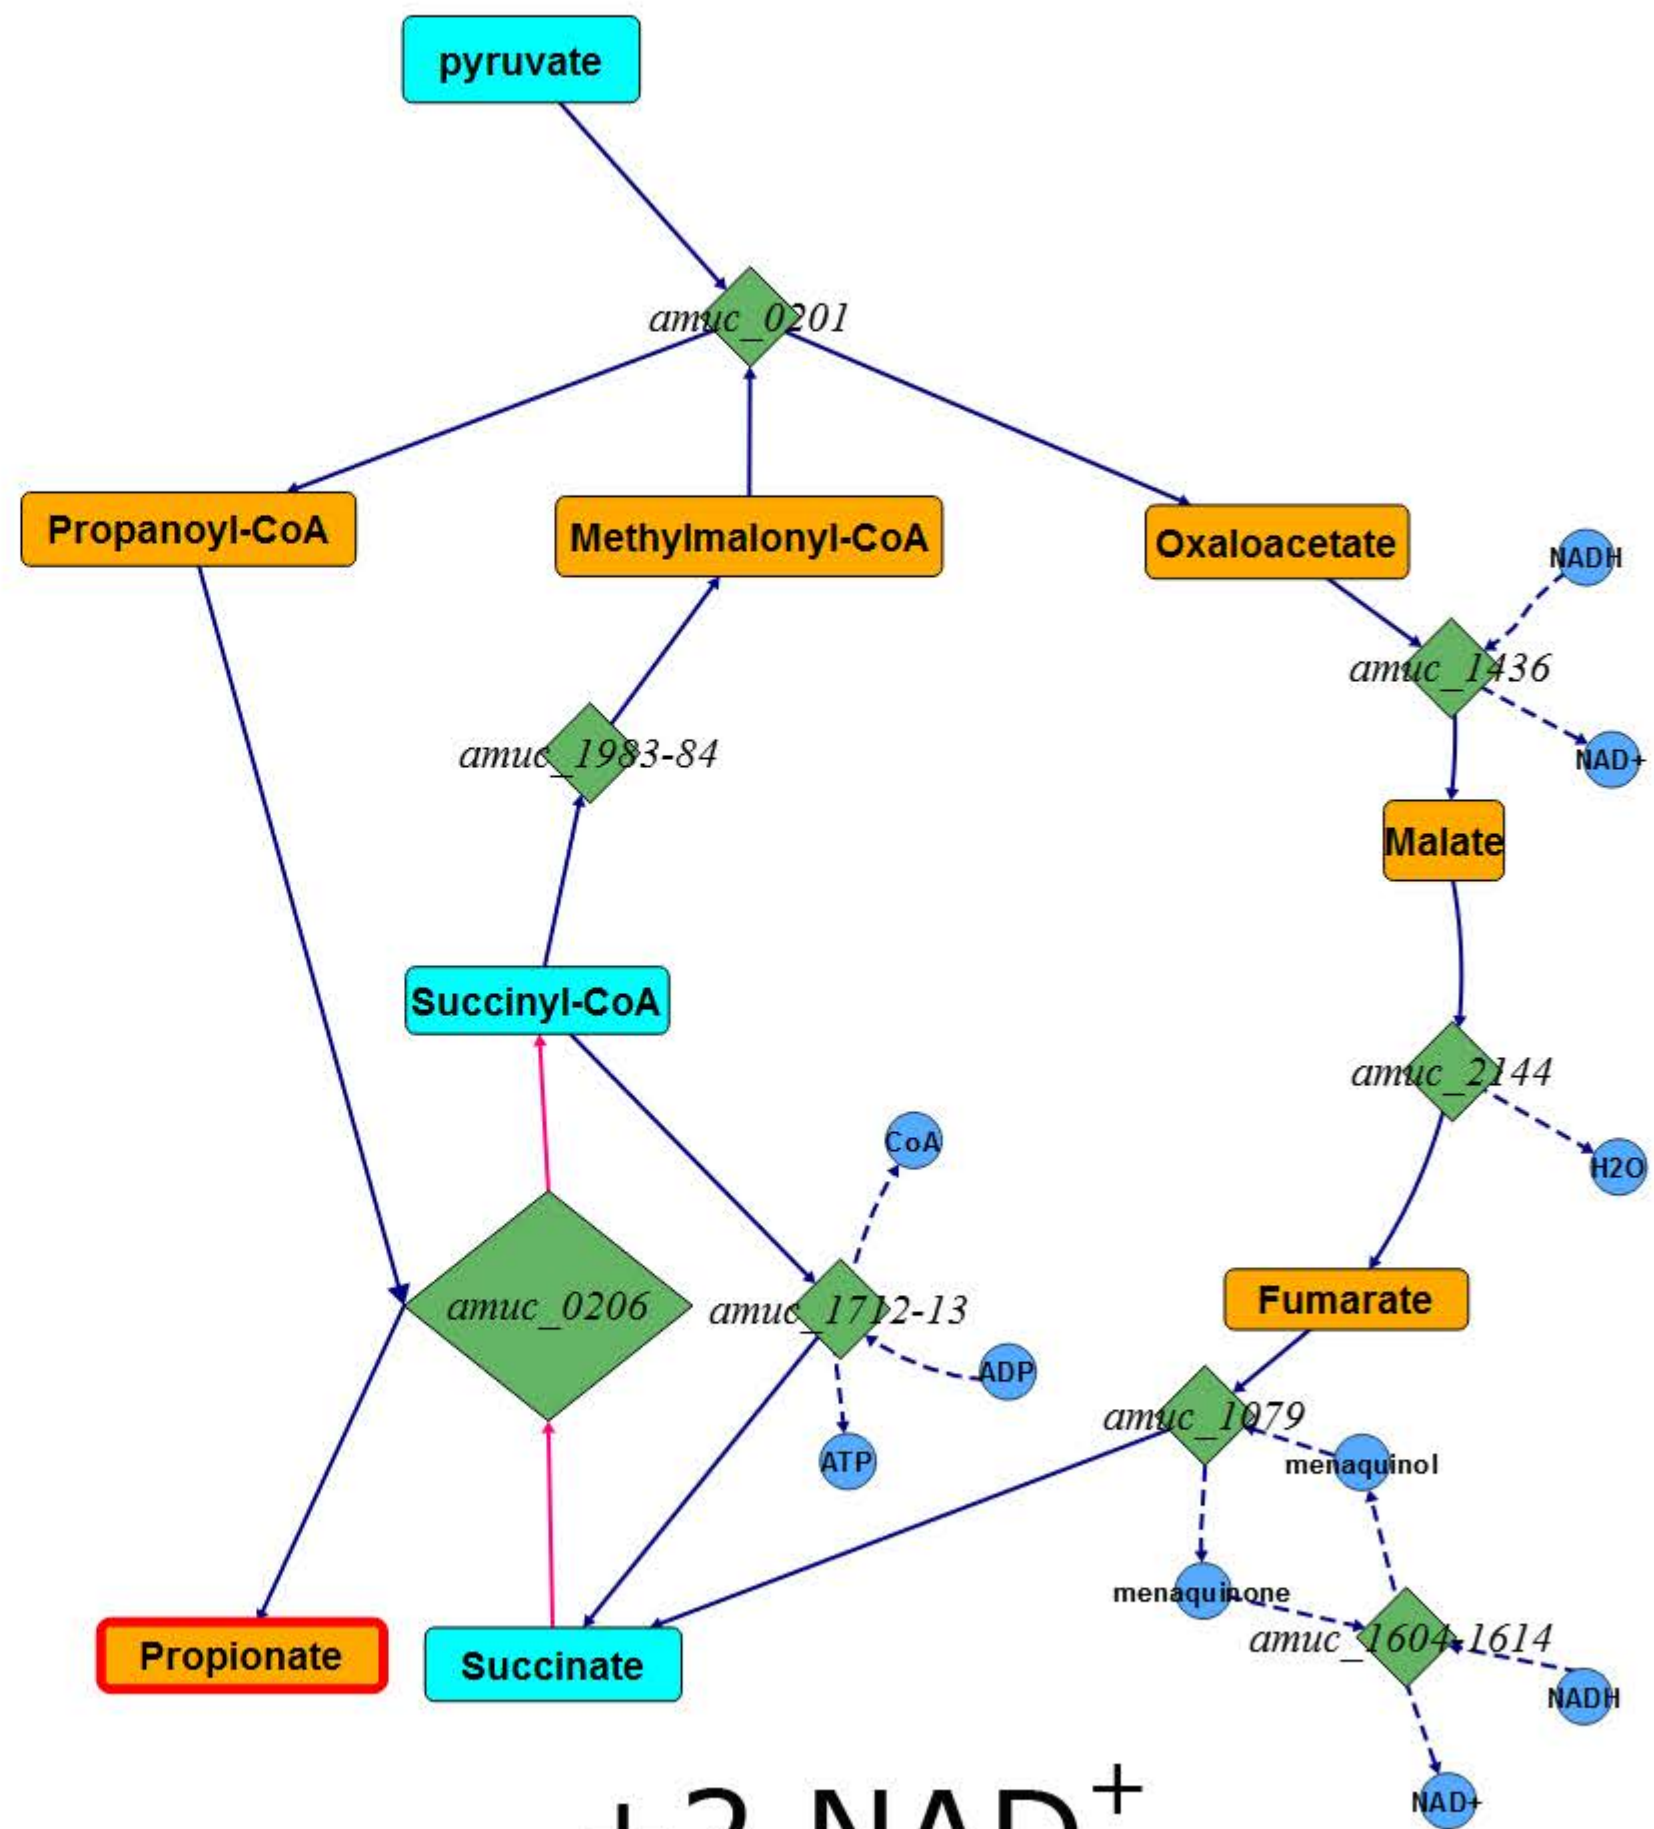 pyruvate
amuc_0201
Propanoyl-CoA
Methylmalonyl-CoA
Oxaloacetate
NADH
amuc_1436
amuc_1983-84
NAD+
Malate
Succinyl-CoA
amuc_2144
CoA
H2O
amuc_0206
amuc_1712-13
Fumarate
ADP
amuc_1079
ATP
menaquinol
menaquinone
amuc_1604-1614
Propionate
Succinate
NADH
NAD+